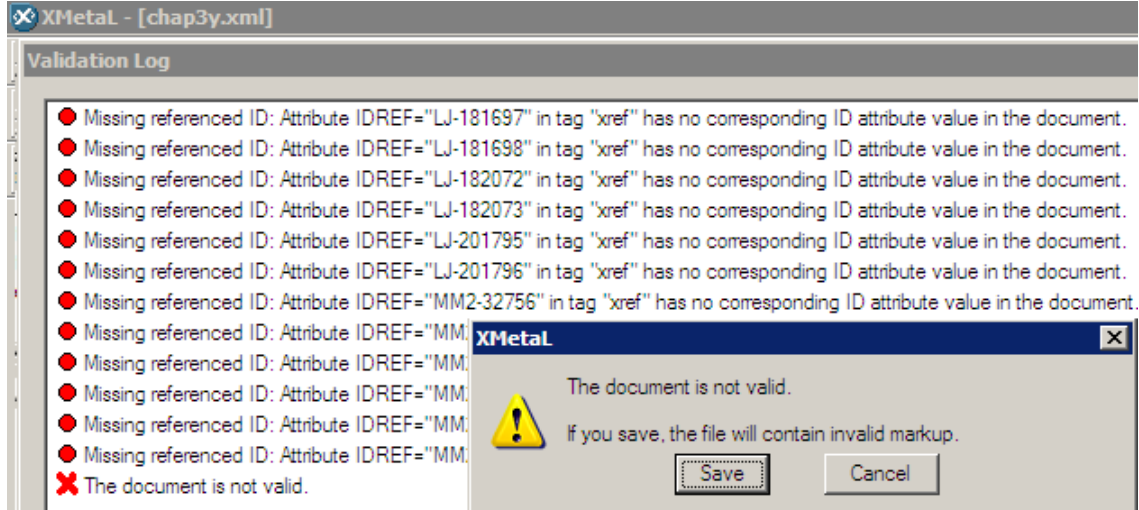 XMetaL - [chap3y.xml]
Validation Log
Missing referenced ID: Attribute IDREF="LJ-181697" in tag "xref" has no corresponding ID attribute value in the document.
Missing referenced ID: Attribute IDREF="LJ-181698" in tag "xref" has no corresponding ID attribute value in the document.
Missing referenced ID: Attribute IDREF="LJ-182072" in tag "xref" has no corresponding ID attribute value in the document.
Missing referenced ID: Attribute IDREF="LJ-182073" in tag "xref" has no corresponding ID attribute value in the document.
Missing referenced ID: Attribute IDREF="LJ-201795" in tag "xref" has no corresponding ID attribute value in the document.
Missing referenced ID: Attribute IDREF="LJ-201796" in tag "xref" has no corresponding ID attribute value in the document.
Missing referenced ID: Attribute IDREF="MM2-32756" in tag "xref" has no corresponding ID attribute value in the document.
Missing referenced ID: Attribute IDREF="MM
Missing referenced ID: Attribute IDREF="MM
Missing referenced ID: Attribute IDREF="MM
Missing referenced ID: Attribute IDREF="MM
Missing referenced ID: Attribute IDREF="MM
The document is not valid.
XMetaL
The document is not valid.
If you save, the file will contain invalid markup.
Save
Cancel